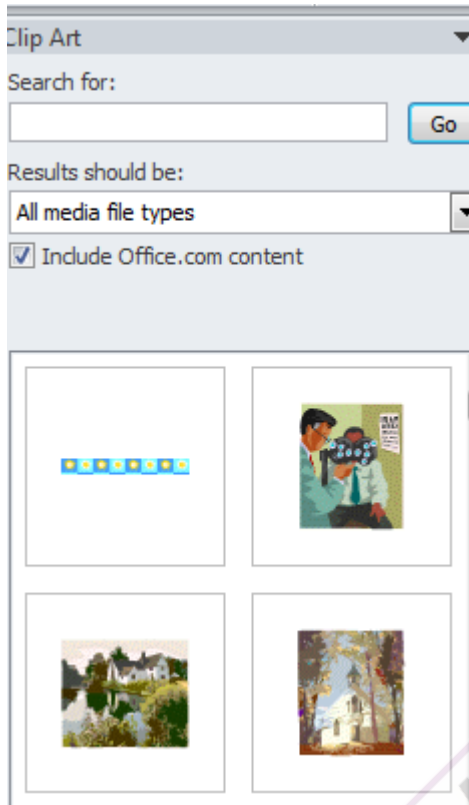 Clip Art
Search for:
Go
Results should be:
All media file types
Include Office.com content